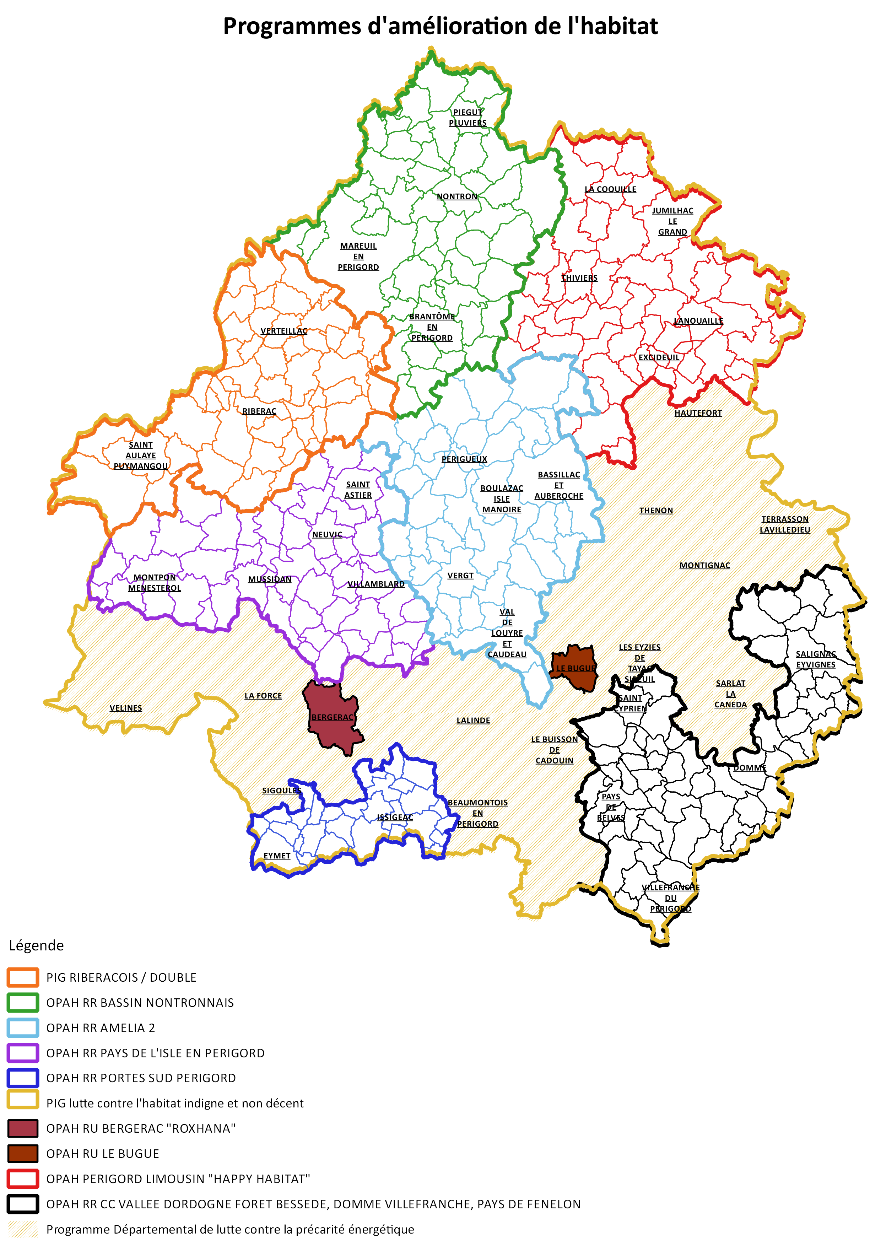 Programmes d'amélioration de l'habitat
PIEGUT
PLUVIERS
LA COQUILLE
NONTRON
JUMILHAC
LE
GRAND
MAREUIL
EN
PERIGORD
THIVIERS
BRANTÔME
EN
PERIGORD
LANOUAILLE
VERTEILLAC
EXCIDEUIL
RIBERAC
HAUTEFORT
SAINT
AULAYE
PUYMANGOU
PERIGUEUX
SAINT
ASTIER
BOULAZAC
ISLE
MANOIRE
BASSILLAC
ET
AUBEROCHE
THENON
TERRASSON
LAVILLEDIEU
NEUVIC
MONTIGNAC
MONTPON
MENESTEROL
MUSSIDAN
VILLAMBLARD
VERGT
VAL
DE
LOUYRE
ET
CAUDEAU
LE BUGUE
LES EYZIES
DE
TAYAC
SIREUIL
SALIGNAC
EYVIGNES
SARLAT
LA
CANEDA
SAINT
CYPRIEN
LA FORCE
VELINES
BERGERAC
LALINDE
LE BUISSON
DE
CADOUIN
DOMME
SIGOULES
PAYS
DE
BELVES
BEAUMONTOIS
EN
PERIGORD
ISSIGEAC
EYMET
VILLEFRANCHE
DU
PERIGORD
Légende
PIG RIBERACOIS / DOUBLE
OPAH RR BASSIN NONTRONNAIS
OPAH RR AMELIA 2
OPAH RR PAYS DE L'ISLE EN PERIGORD
OPAH RR PORTES SUD PERIGORD
PIG lutte contre l'habitat indigne et non décent
OPAH RU BERGERAC "ROXHANA"
OPAH RU LE BUGUE
OPAH PERIGORD LIMOUSIN "HAPPY HABITAT"
OPAH RR CC VALLEE DORDOGNE FORET BESSEDE, DOMME VILLEFRANCHE, PAYS DE FENELON
Programme Départemental de lutte contre la précarité énergétique